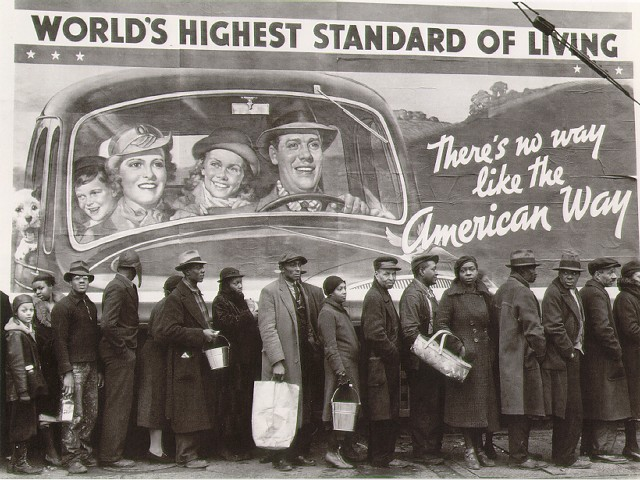 WORLD'S HIGHEST STANDARD OF LIVING
There's no way
like the
American Way